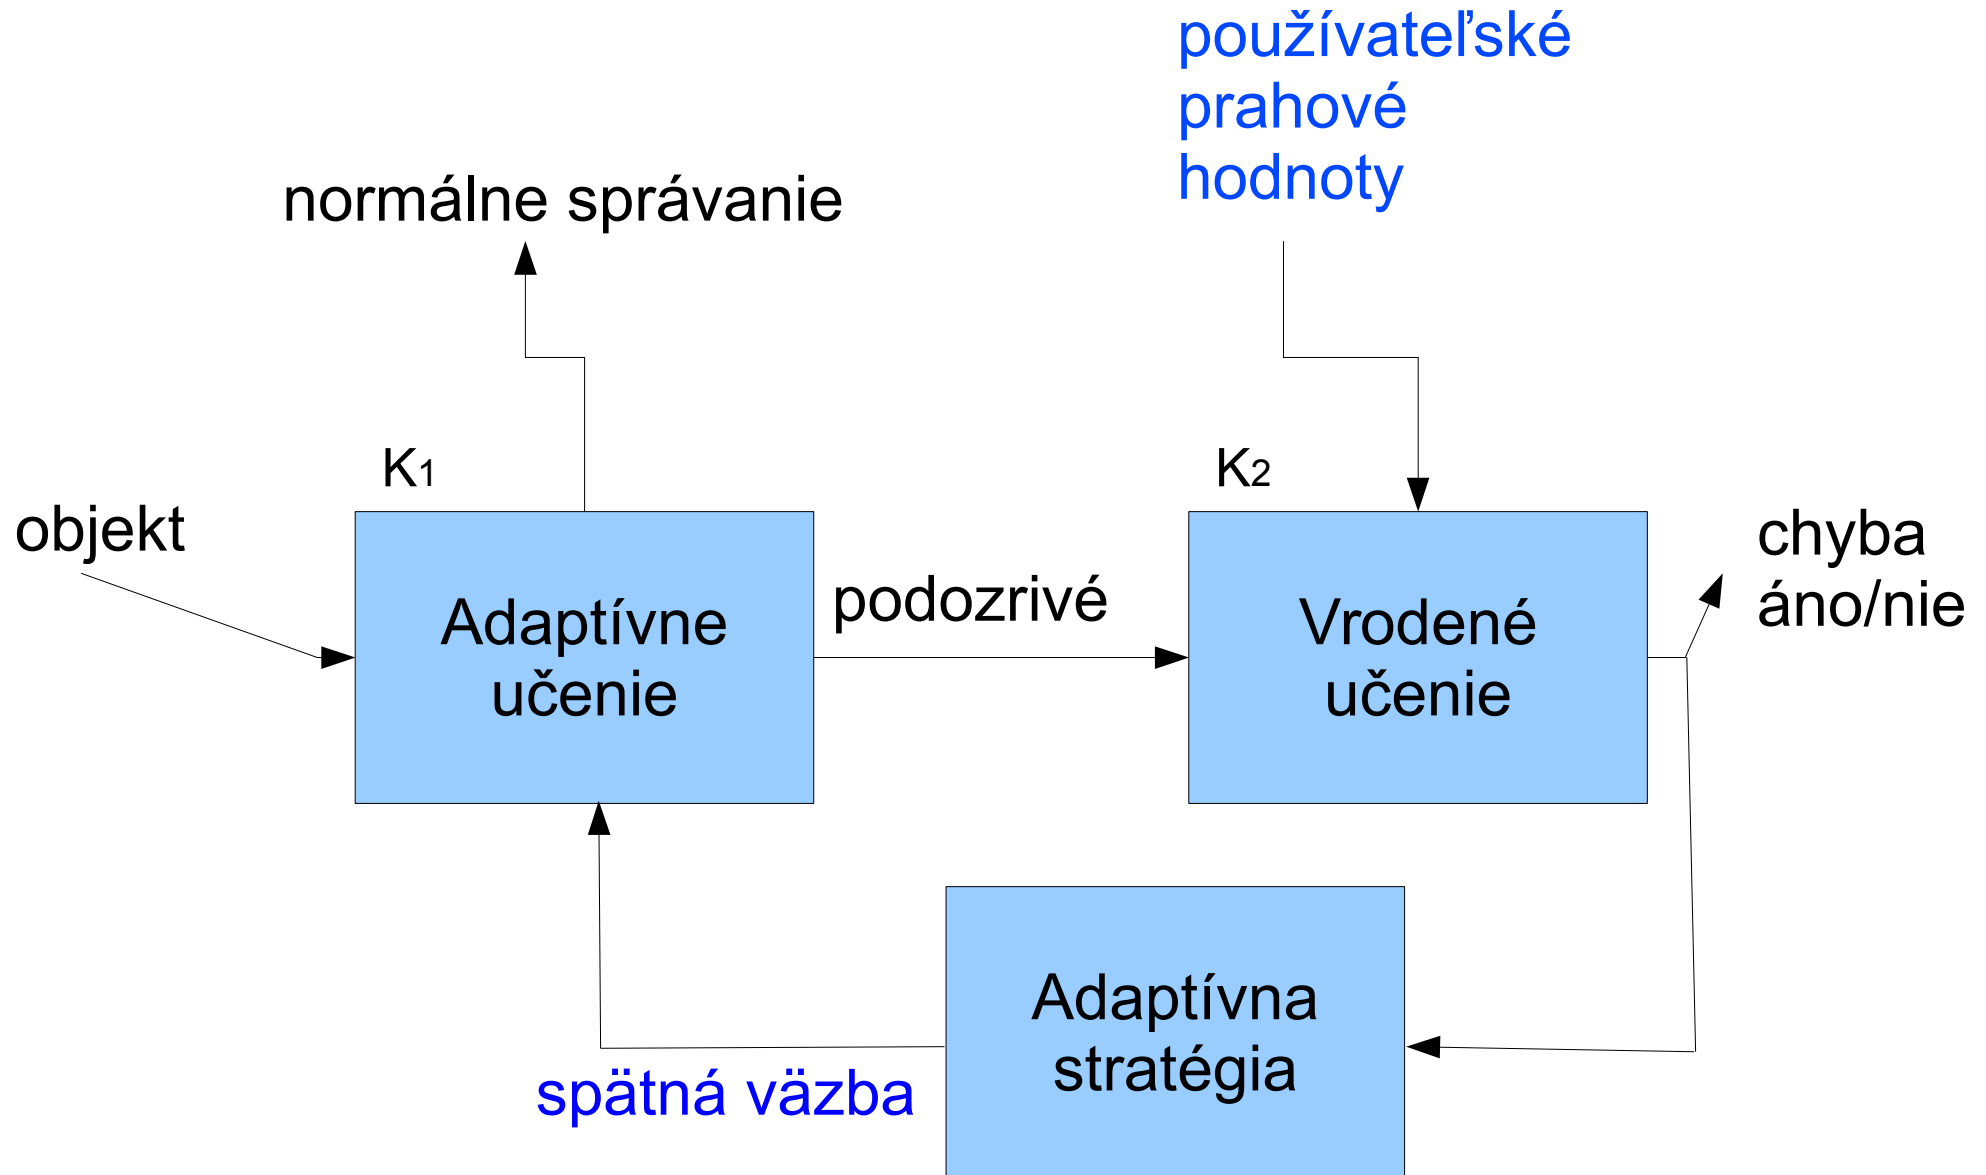 používateľské
prahové
hodnoty
normálne správanie
K1
K2
objekt
chyba
áno/nie
Adaptívne
učenie
podozrivé
Vrodené
učenie
Adaptívna
stratégia
spätná väzba